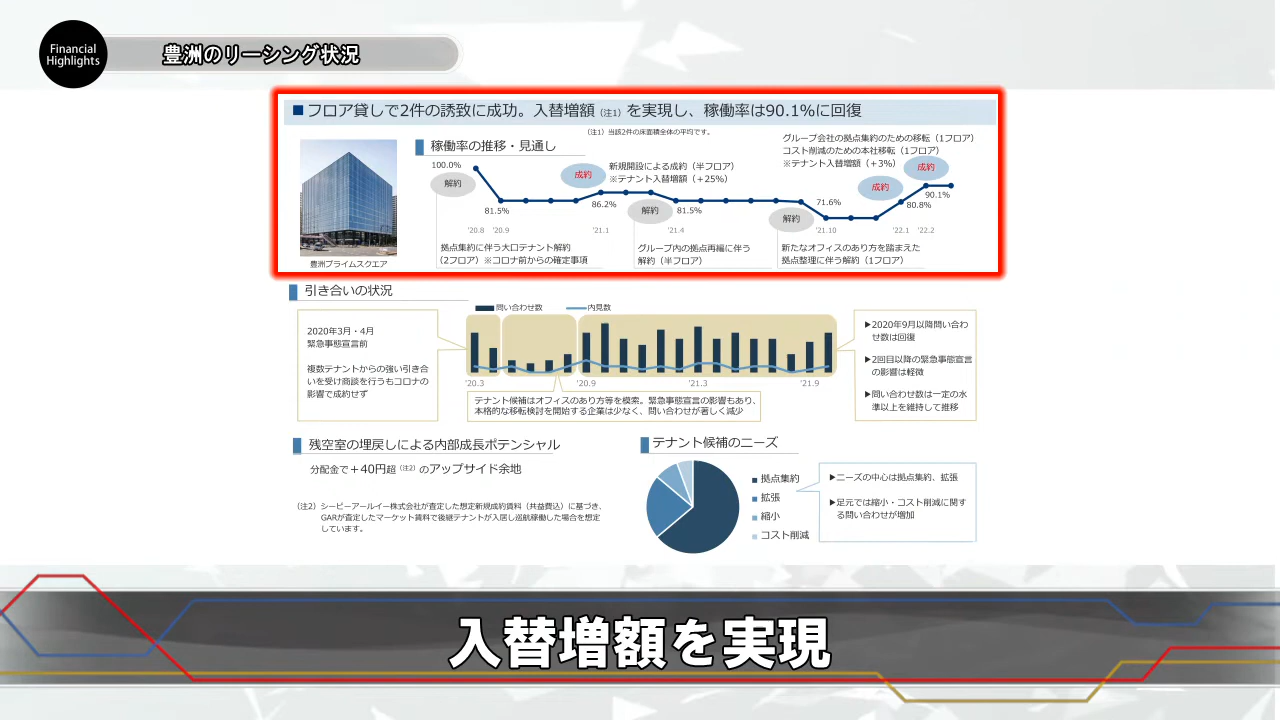 Financial
Highlights
豊洲のリーシング状況
■フロア貸しで2件の誘致に成功。入替増額（注1）を実現し、稼働率は90.1%に回復
（注1）当該2件の床面積全体の平均です。
稼働率の推移・見通し
グループ会社の拠点集約のための移転（1フロア）
コスト削減のための本社移転（1フロア）
※テナント入替増額（+3%）
100.0%
解約
81.5%
成約
新規開設による成約（半フロア）
※テナント入替増額（+25%）
86.2%
解約
81.5%
解約
71.6%
成約
成約
80.8%
90.1%
'20.8
'20.9
'21.1
'21.4
'21.10
'22.1
'22.2
拠点集約に伴う大口テナント解約
（2フロア）※コロナ前からの確定事項
グループ内の拠点再編に伴う
解約（半フロア）
新たなオフィスのあり方を踏まえた
拠点整理に伴う解約（1フロア）
豊洲プライムスクエア
引き合いの状況
問い合わせ数
内見数
2020年3月・4月
緊急事態宣言前
複数テナントからの強い引き合
いを受け商談を行うもコロナの
影響で成約せず
'20.3
'20.9
'21.3
'21.9
テナント候補はオフィスのあり方等を模索。緊急事態宣言の影響もあり、
本格的な移転検討を開始する企業は少なく、問い合わせが著しく減少
▶2020年9月以降問い合わ
せ数は回復
▶2回目以降の緊急事態宣言
の影響は軽微
▶問い合わせ数は一定の水
準以上を維持して推移
残空室の埋戻しによる内部成長ポテンシャル
分配金で＋40円超（注2）のアップサイド余地
（注2）シービーアールイー株式会社が査定した想定新規成約賃料（共益費込）に基づき、
GARが査定したマーケット賃料で後継テナントが入居し巡航稼働した場合を想定
しています。
テナント候補のニーズ
拠点集約
拡張
縮小
コスト削減
▶ニーズの中心は拠点集約、拡張
▶足元では縮小・コスト削減に関す
る問い合わせが増加
入替増額を実現